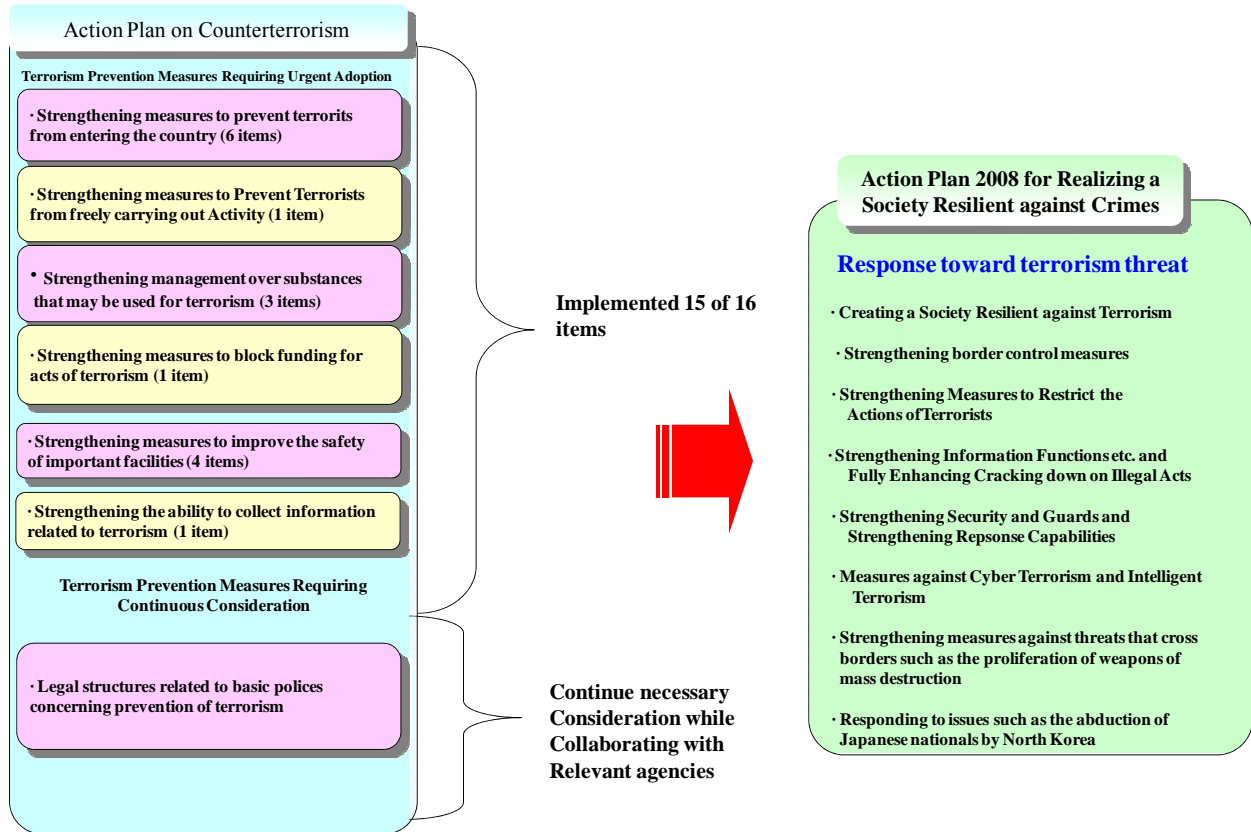 Action Plan on Counterterrorism
Terrorism Prevention Measures Requiring Urgent Adoption
· Strengthening measures to prevent terrorits
from entering the country (6 items)
· Strengthening measures to Prevent Terrorists
from freely carrying out Activity (1 item)
• Strengthening management over substances
that may be used for terrorism (3 items)
· Strengthening measures to block funding for
acts of terrorism (1 item)
· Strengthening measures to improve the safety
of important facilities (4 items)
· Strengthening the ability to collect information
related to terrorism (1 item)
Terrorism Prevention Measures Requiring
Continuous Consideration
· Legal structures related to basic polices
concerning prevention of terrorism
Implemented 15 of 16
items
Continue necessary
Consideration while
Collaborating with
Relevant agencies
Action Plan 2008 for Realizing a
Society Resilient against Crimes
Response toward terrorism threat
· Creating a Society Resilient against Terrorism
· Strengthening border control measures
· Strengthening Measures to Restrict the
Actions of Terrorists
· Strengthening Information Functions etc. and
Fully Enhancing Cracking down on Illegal Acts
· Strengthening Security and Guards and
Strengthening Repsonse Capabilities
· Measures against Cyber Terrorism and Intelligent
Terrorism
· Strengthening measures against threats that cross
borders such as the proliferation of weapons of
mass destruction
· Responding to issues such as the abduction of
Japanese nationals by North Korea